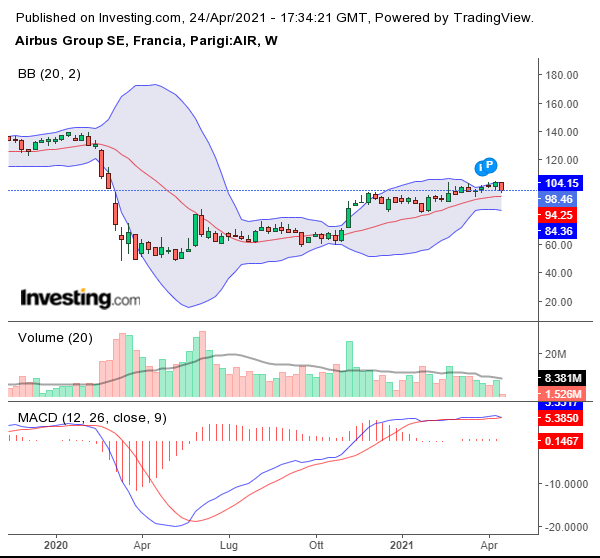 Published on Investing.com, 24/Apr/2021 - 17:34:21 GMT, Powered by TradingView.
Airbus Group SE, Francia, Parigi:AIR, W
BB (20, 2)
180.00
160.00
140.00
120.00
I P
104.15
98.46
94.25
84.36
60.00
40.00
20.00
Investing.com
Volume (20)
20M
8.381M
1.526M
MACD (12, 26, close, 9)
5.3850
0.1467
-10.0000
-20.0000
2020 Apr Lug Ott 2021 Apr